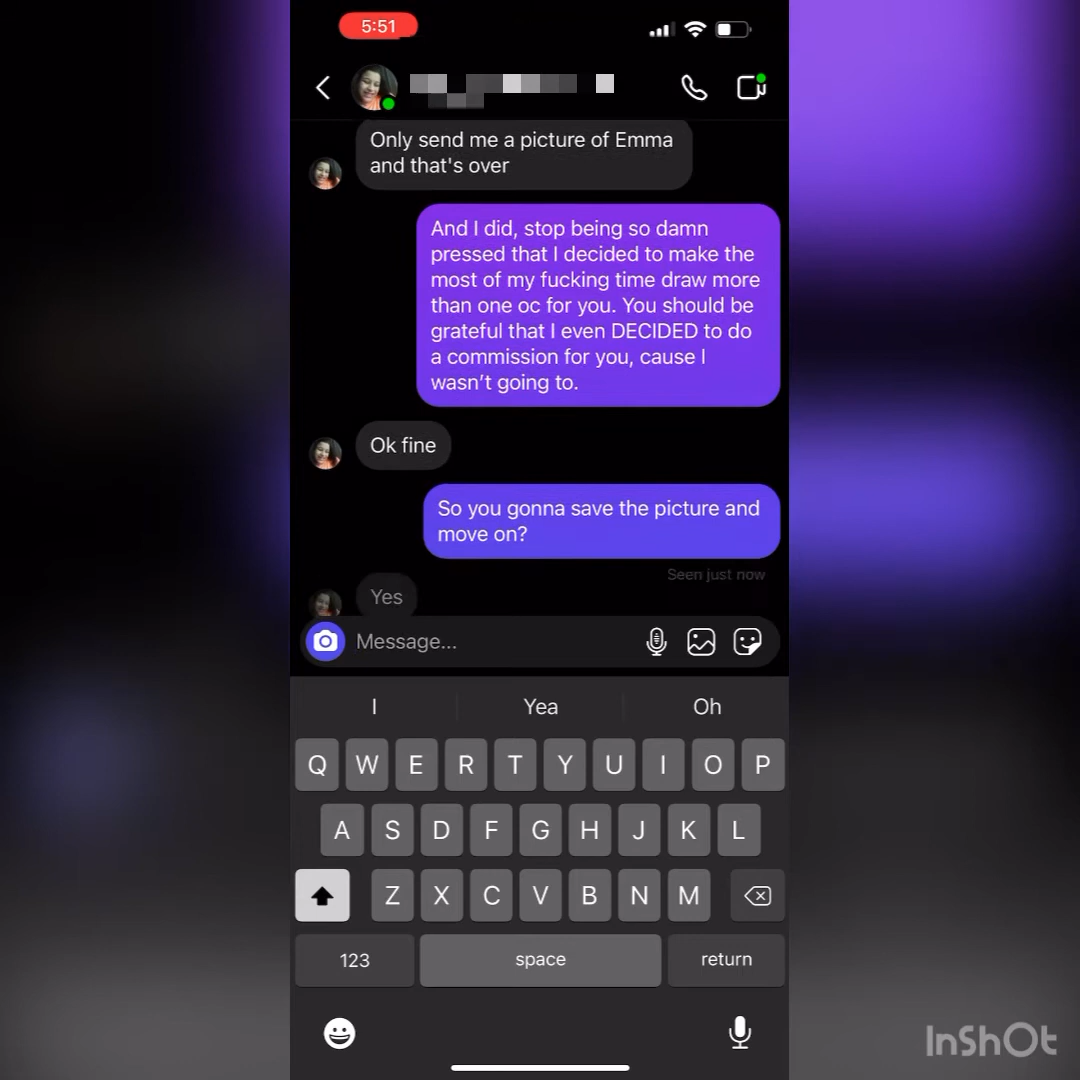 5:51
Only send me a picture of Emma
and that's over
And I did, stop being so damn
pressed that I decided to make the
most of my fucking time draw more
than one oc for you. You should be
grateful that I even DECIDED to do
a commission for you, cause I
wasn’t going to.
Ok fine
So you gonna save the picture and
move on?
Seen just now
Yes
Message...
I Yea Oh
Q W E R T Y U I O P
A S D F G H J K L
Z X C V B N M
123 space return
InShOt